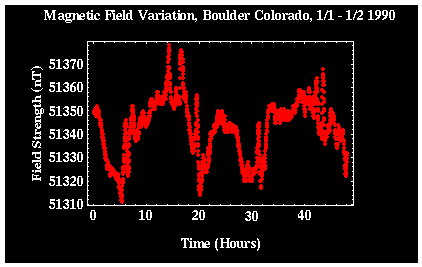 Magnetic Field Variation, Boulder Colorado, 1/1 - 1/2 1990
Field Strength (nT)
51370
51360
51350
51340
51330
51320
51310
0 10 20 30 40
Time (Hours)